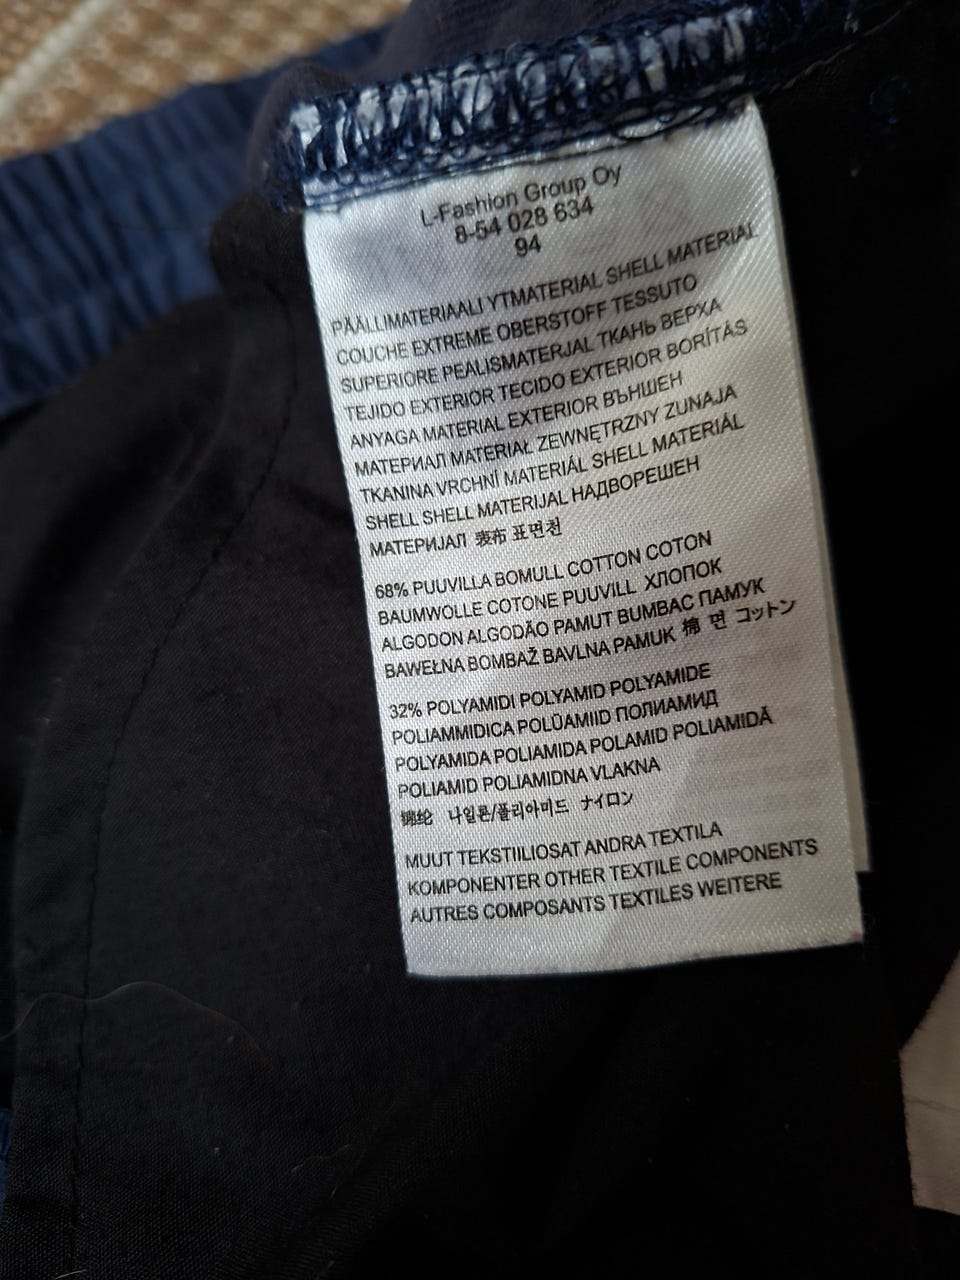 L-Fashion Group Oy
8-54 028 634
94
PÄÄLLIMATERIAALI YTMATERIAL SHELL MATERIAL
COUCHE EXTREME OBERSTOFF TESSUTO
SUPERIORE PEALISMATERJAL ТКАНЬ ВЕРХА
TEJIDO EXTERIOR TECIDO EXTERIOR BORÍTÁS
ANYAGA MATERIAL EXTERIOR ВЪНШЕН
МАТЕРИАЛ MATERIAŁ ZEWNĘTRZNY ZUNAJA
TKANINA VRCHNÍ MATERIÁL SHELL MATERIÁL
SHELL SHELL MATERIJAL НАДВОРЕШЕН
МАТЕРИЈАЛ 表布 표면천
68% PUUVILLA BOMULL COTTON COTON
BAUMWOLLE COTONE PUUVILL ХЛОПОК
ALGODON ALGODÃO PAMUT BUMBAC ПАМУК
BAWEŁNA BOMBAŽ BAVLNA PAMUK 棉 면 コットン
32% POLYAMIDI POLYAMID POLYAMIDE
POLIAMMIDICA POLÜAMIID ПОЛИАМИД
POLYAMIDA POLIAMIDA POLAMID POLIAMIDĂ
POLIAMID POLIAMIDNA VLAKNA
锦纶 나일론/폴리아미드 ナイロン
MUUT TEKSTIILIOSAT ANDRA TEXTILA
KOMPONENTER OTHER TEXTILE COMPONENTS
AUTRES COMPOSANTS TEXTILES WEITERE